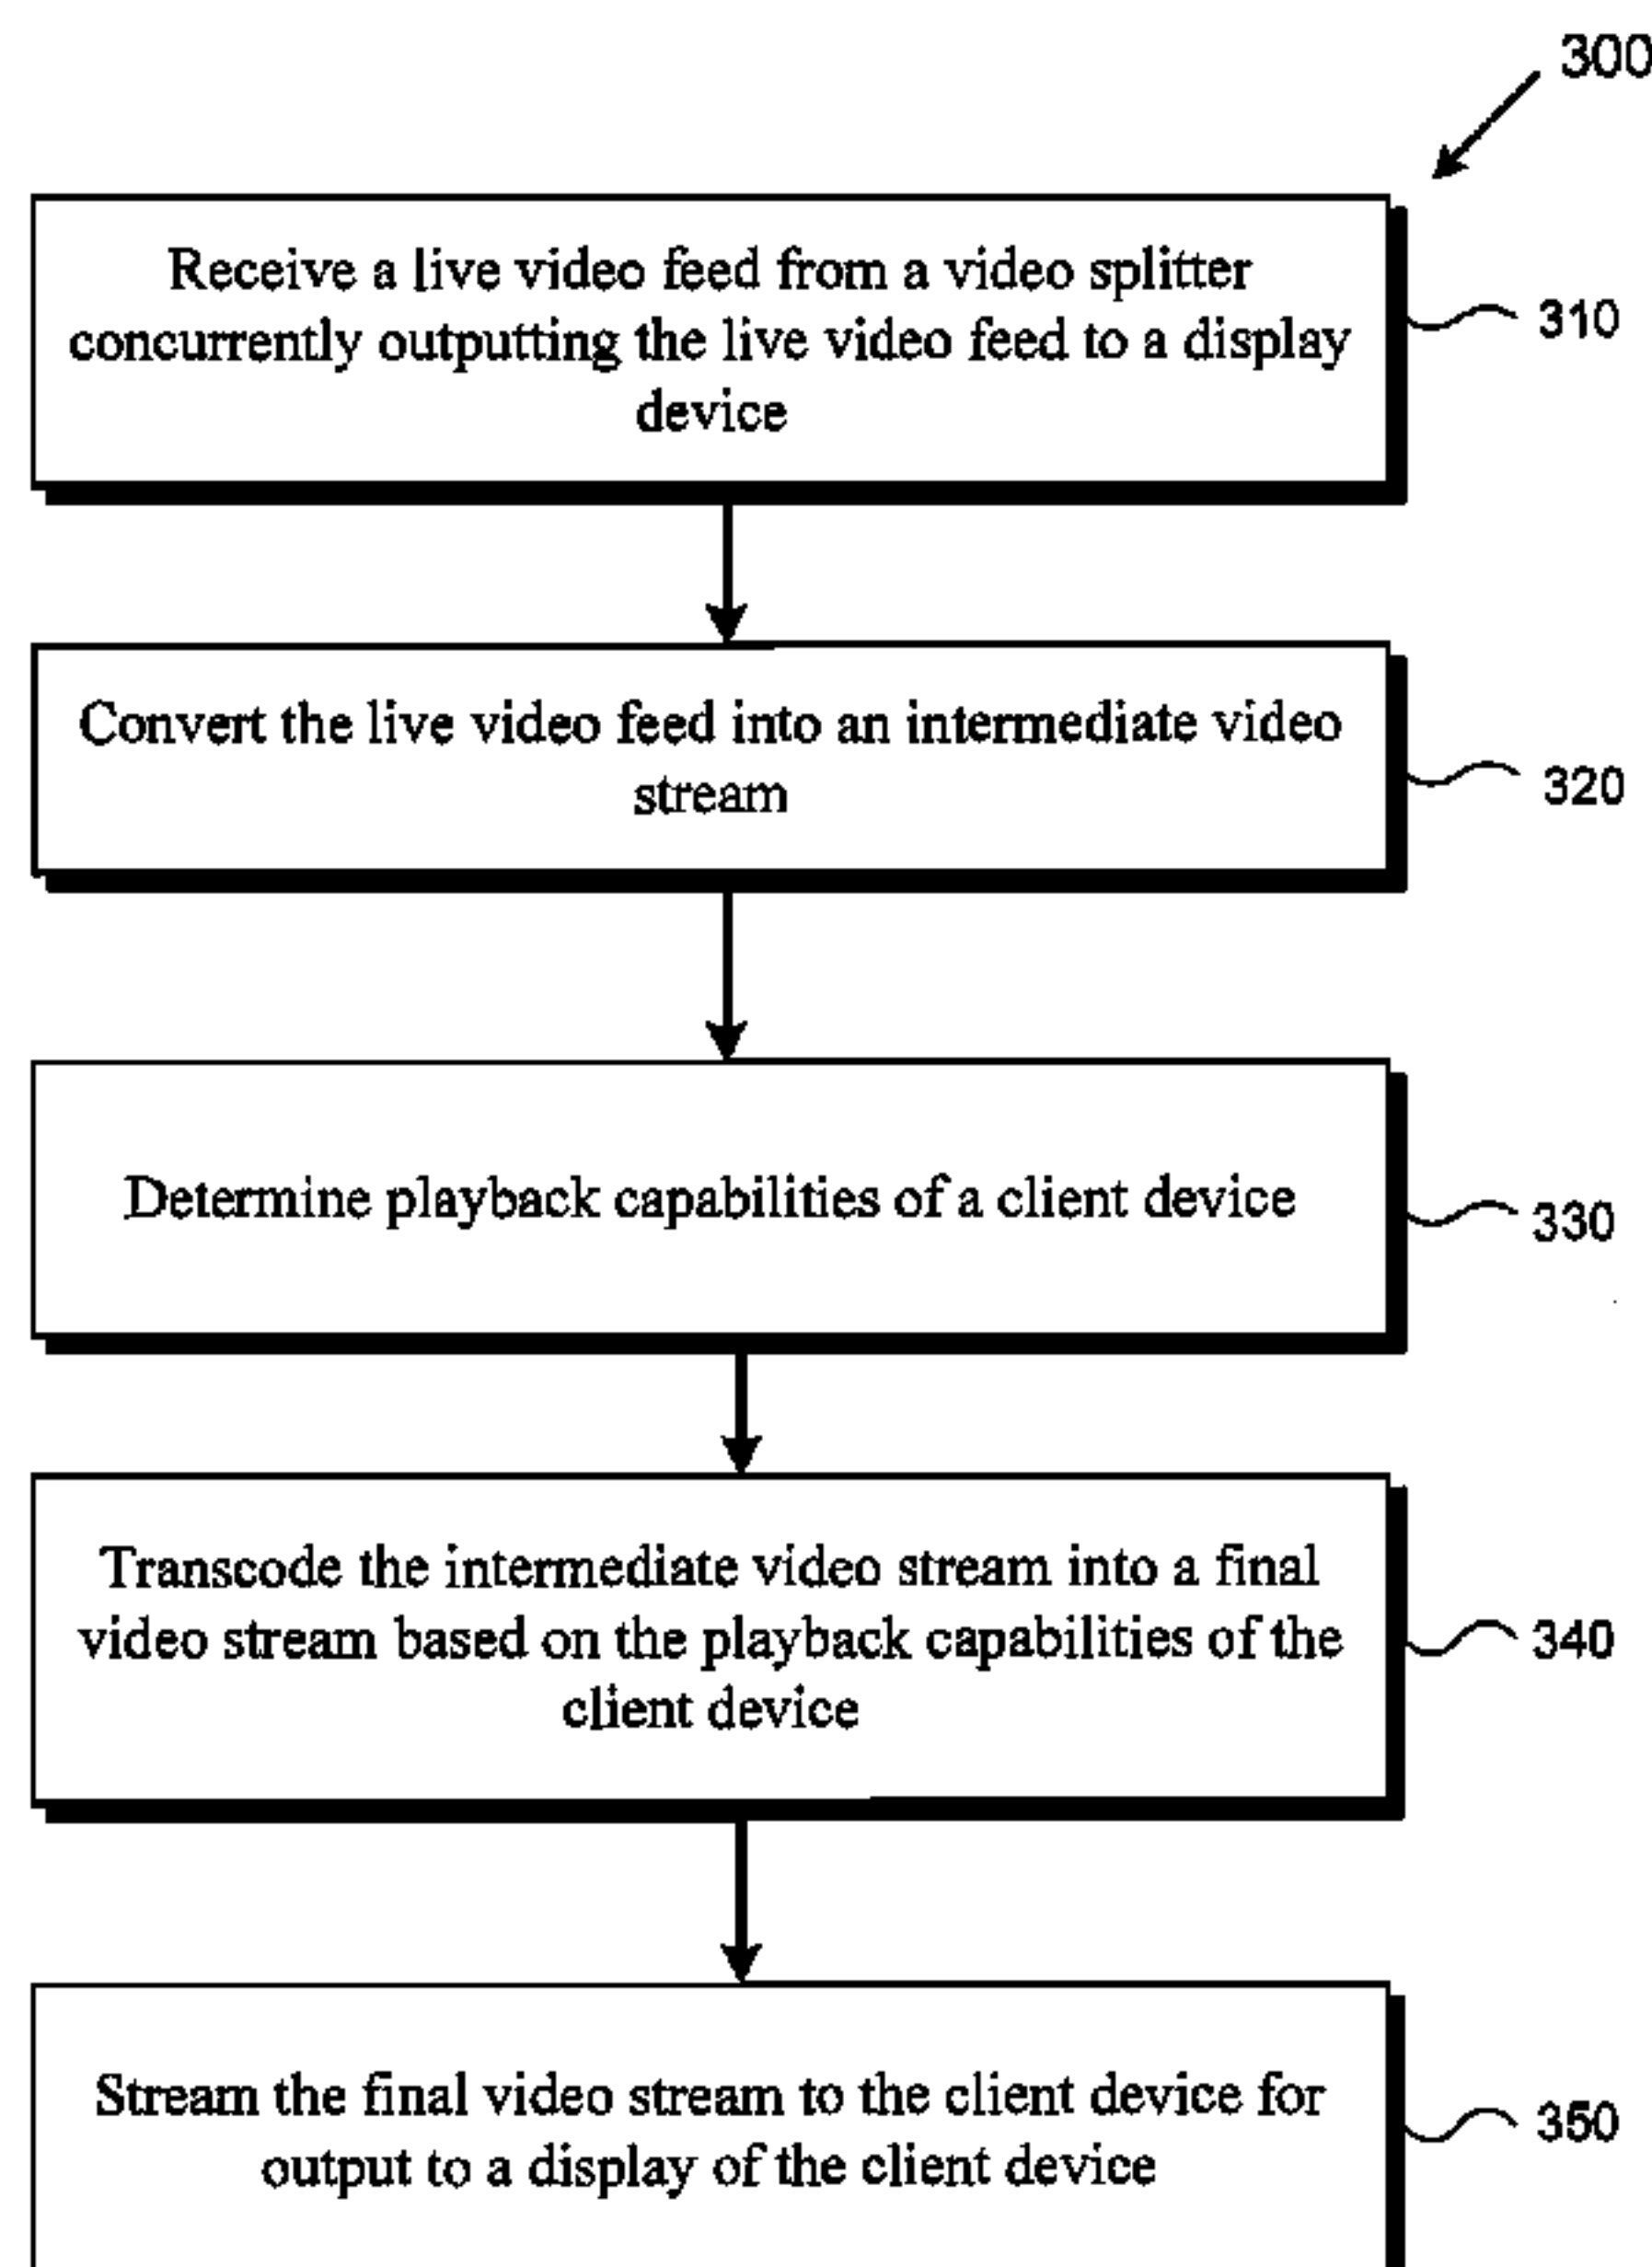 300
Receive a live video feed from a video splitter
concurrently outputting the live video feed to a display
device
310
Convert the live video feed into an intermediate video
stream
320
Determine playback capabilities of a client device
330
Transcode the intermediate video stream into a final
video stream based on the playback capabilities of the
client device
340
Stream the final video stream to the client device for
output to a display of the client device
350